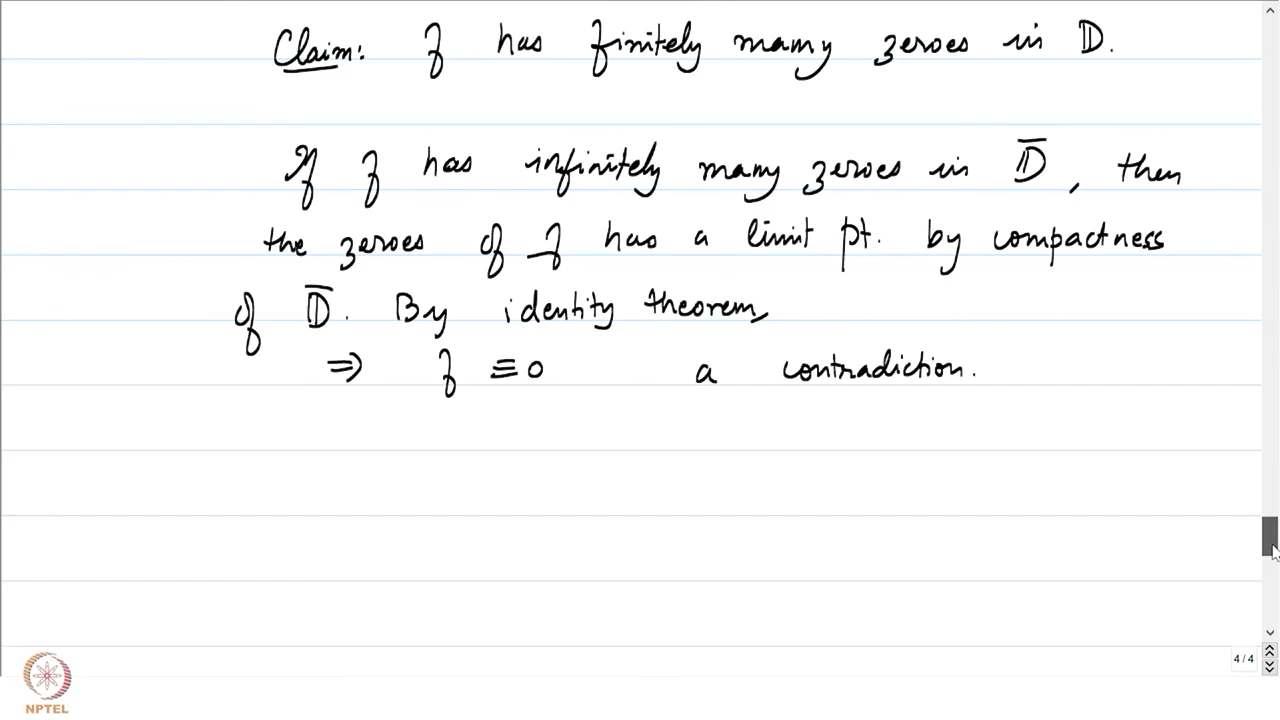 Claim: f has finitely many zeroes in 𝔻.
If f has infinitely many zeroes in 𝔻̅, then
the zeroes of f has a limit pt. by compactness
of 𝔻̅. By identity theorem,
⇒ f ≡ 0 a contradiction.
4 / 4
NPTEL